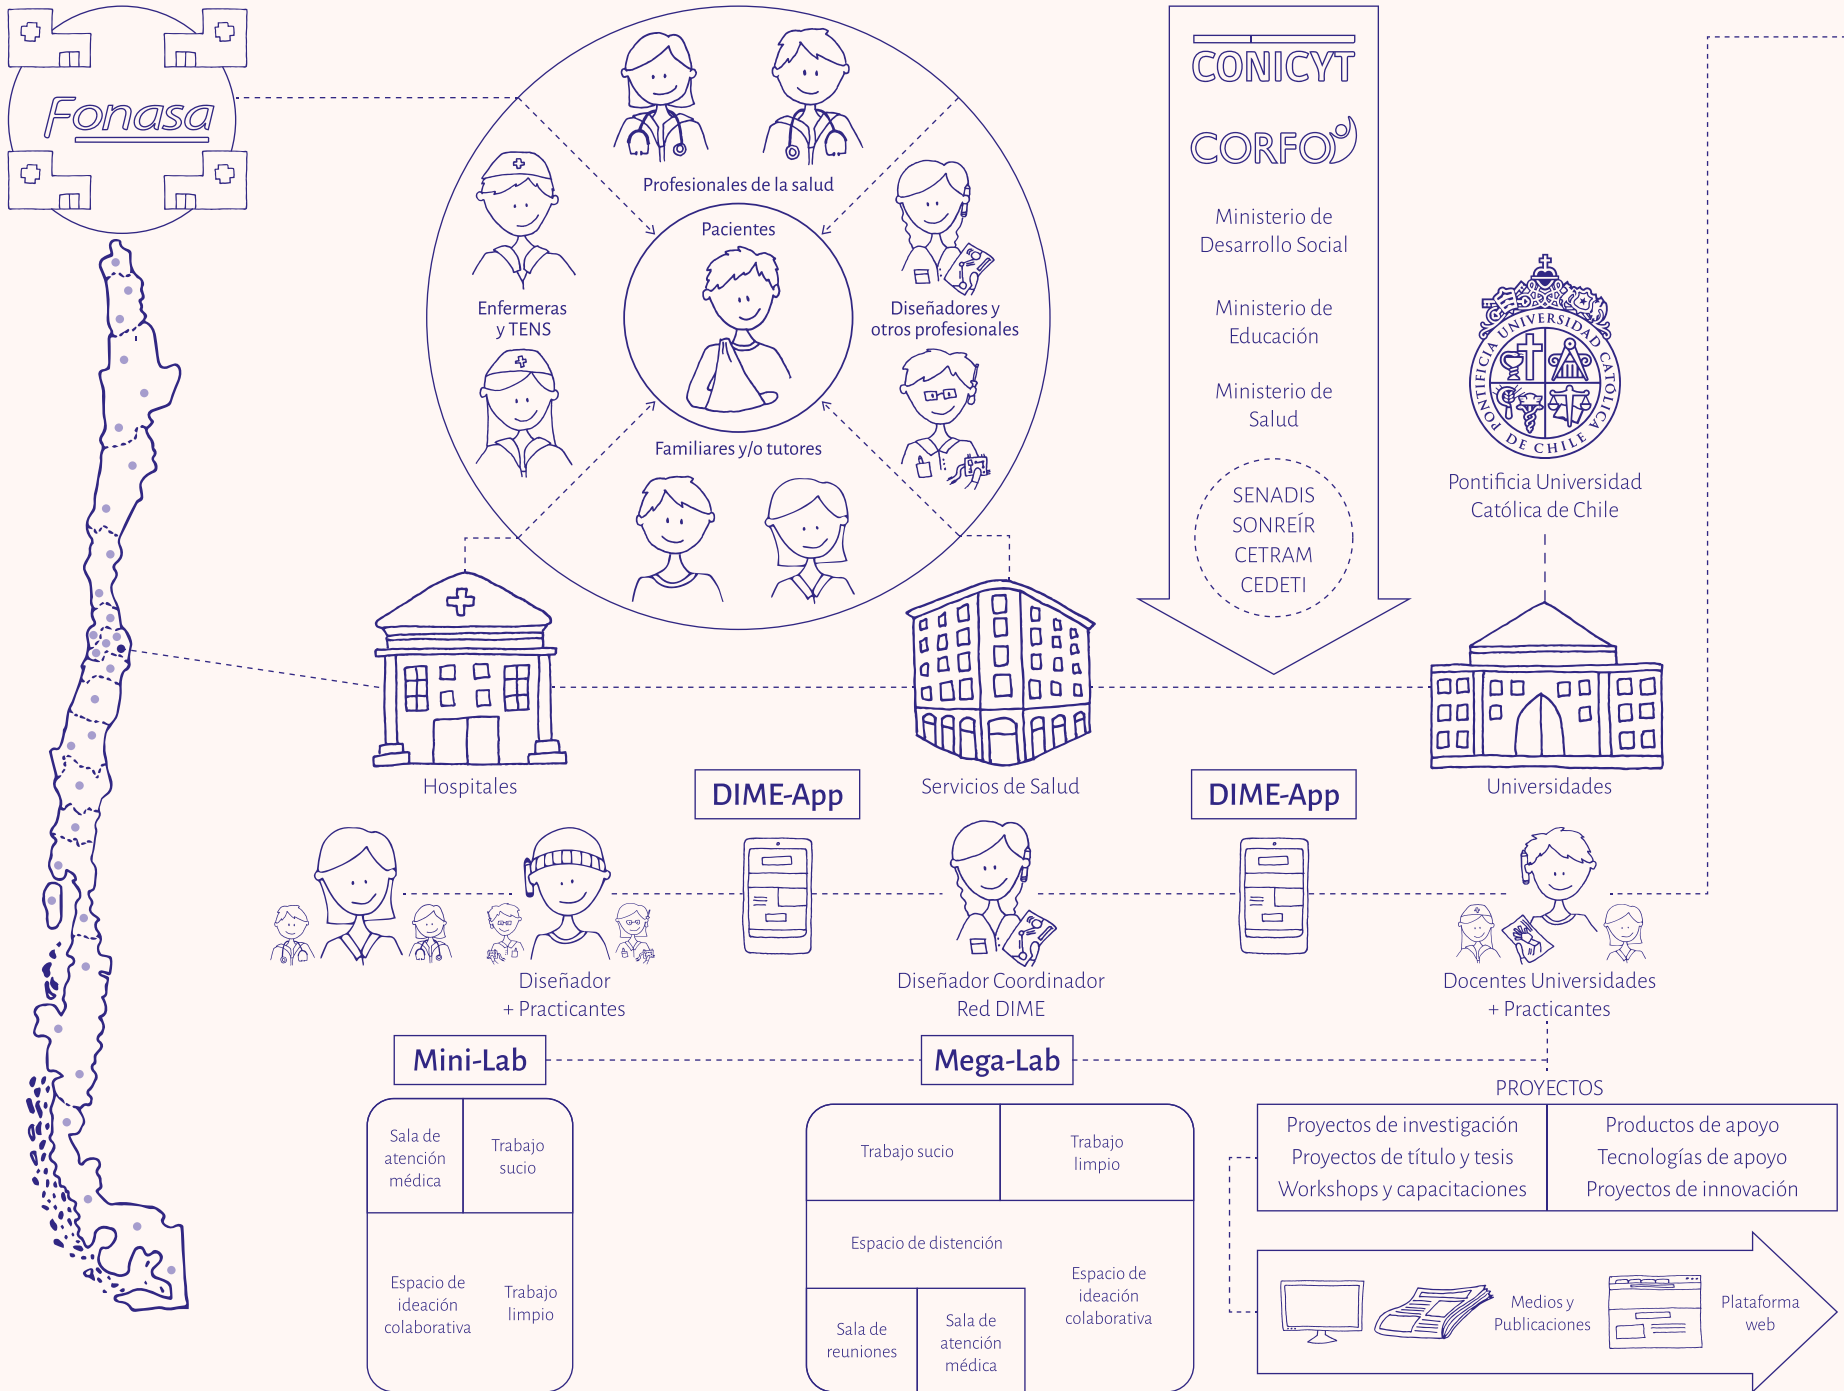 Fonasa
Profesionales de la salud
Pacientes
Enfermeras
y TENS
Diseñadores y
otros profesionales
Familiares y/o tutores
CONICYT
CORFO
Ministerio de
Desarrollo Social
Ministerio de
Educación
Ministerio de
Salud
SENADIS
SONREÍR
CETRAM
CEDETI
PONTIFICIA UNIVERSIDAD CATÓLICA DE CHILE
Pontificia Universidad
Católica de Chile
Hospitales
Servicios de Salud
Universidades
DIME-App
DIME-App
Diseñador
+ Practicantes
Diseñador Coordinador
Red DIME
Docentes Universidades
+ Practicantes
Mini-Lab
Mega-Lab
PROYECTOS
Sala de
atención
médica
Trabajo
sucio
Espacio de
ideación
colaborativa
Trabajo
limpio
Trabajo sucio
Trabajo
limpio
Espacio de distención
Espacio de
ideación
colaborativa
Sala de
reuniones
Sala de
atención
médica
Proyectos de investigación
Proyectos de título y tesis
Workshops y capacitaciones
Productos de apoyo
Tecnologías de apoyo
Proyectos de innovación
Medios y
Publicaciones
Plataforma
web